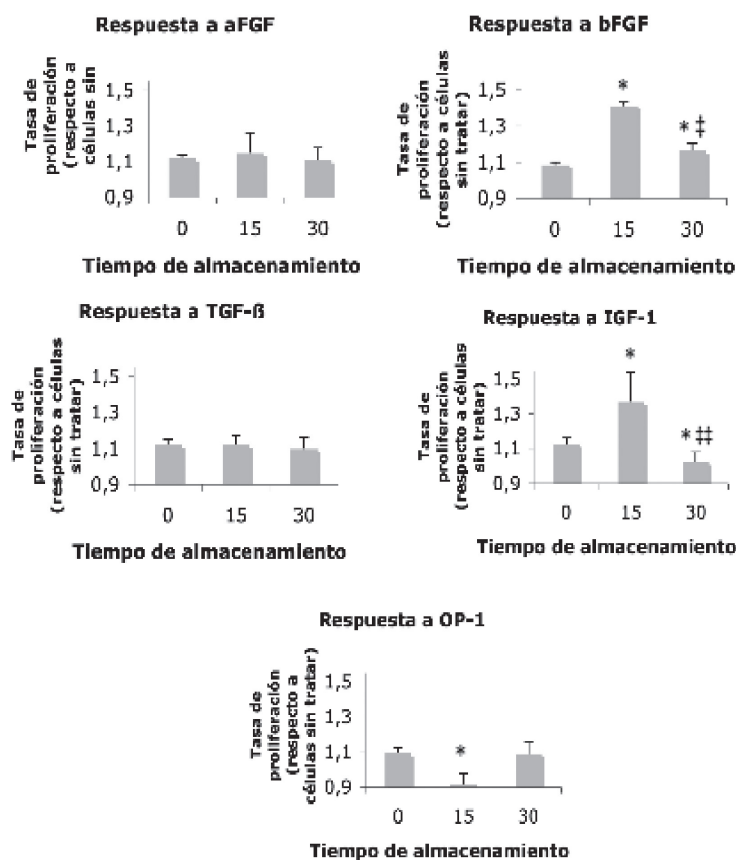 Respuesta a aFGF
Tasa de
proliferación
(respecto a
células sin
1,5
1,3
1,1
0,9
0 15 30
Tiempo de almacenamiento
Respuesta a bFGF
Tasa de
proliferación
(respecto a células
sin tratar)
1,5
1,3
1,1
0,9
*
* ‡
0 15 30
Tiempo de almacenamiento
Respuesta a TGF-ß
Tasa de
proliferación
(respecto a células
sin tratar)
1,5
1,3
1,1
0,9
0 15 30
Tiempo de almacenamiento
Respuesta a IGF-1
Tasa de
proliferación
(respecto a células
sin tratar)
1,5
1,3
1,1
0,9
*
* ‡‡
0 15 30
Tiempo de almacenamiento
Respuesta a OP-1
Tasa de
proliferación
(respecto a
células sin tratar)
1,5
1,3
1,1
0,9
*
0 15 30
Tiempo de almacenamiento